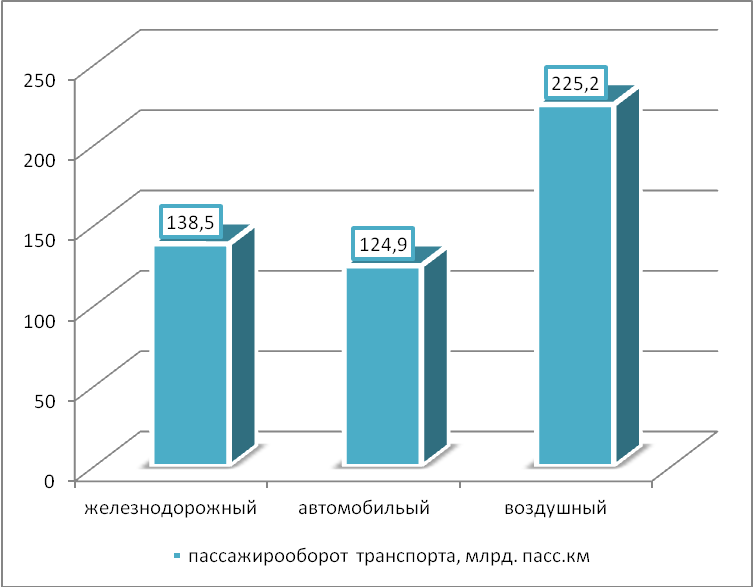 250
200
150
100
50
0
138,5
124,9
225,2
железнодорожный
автомобильый
воздушный
пассажирооборот транспорта, млрд. пасс.км